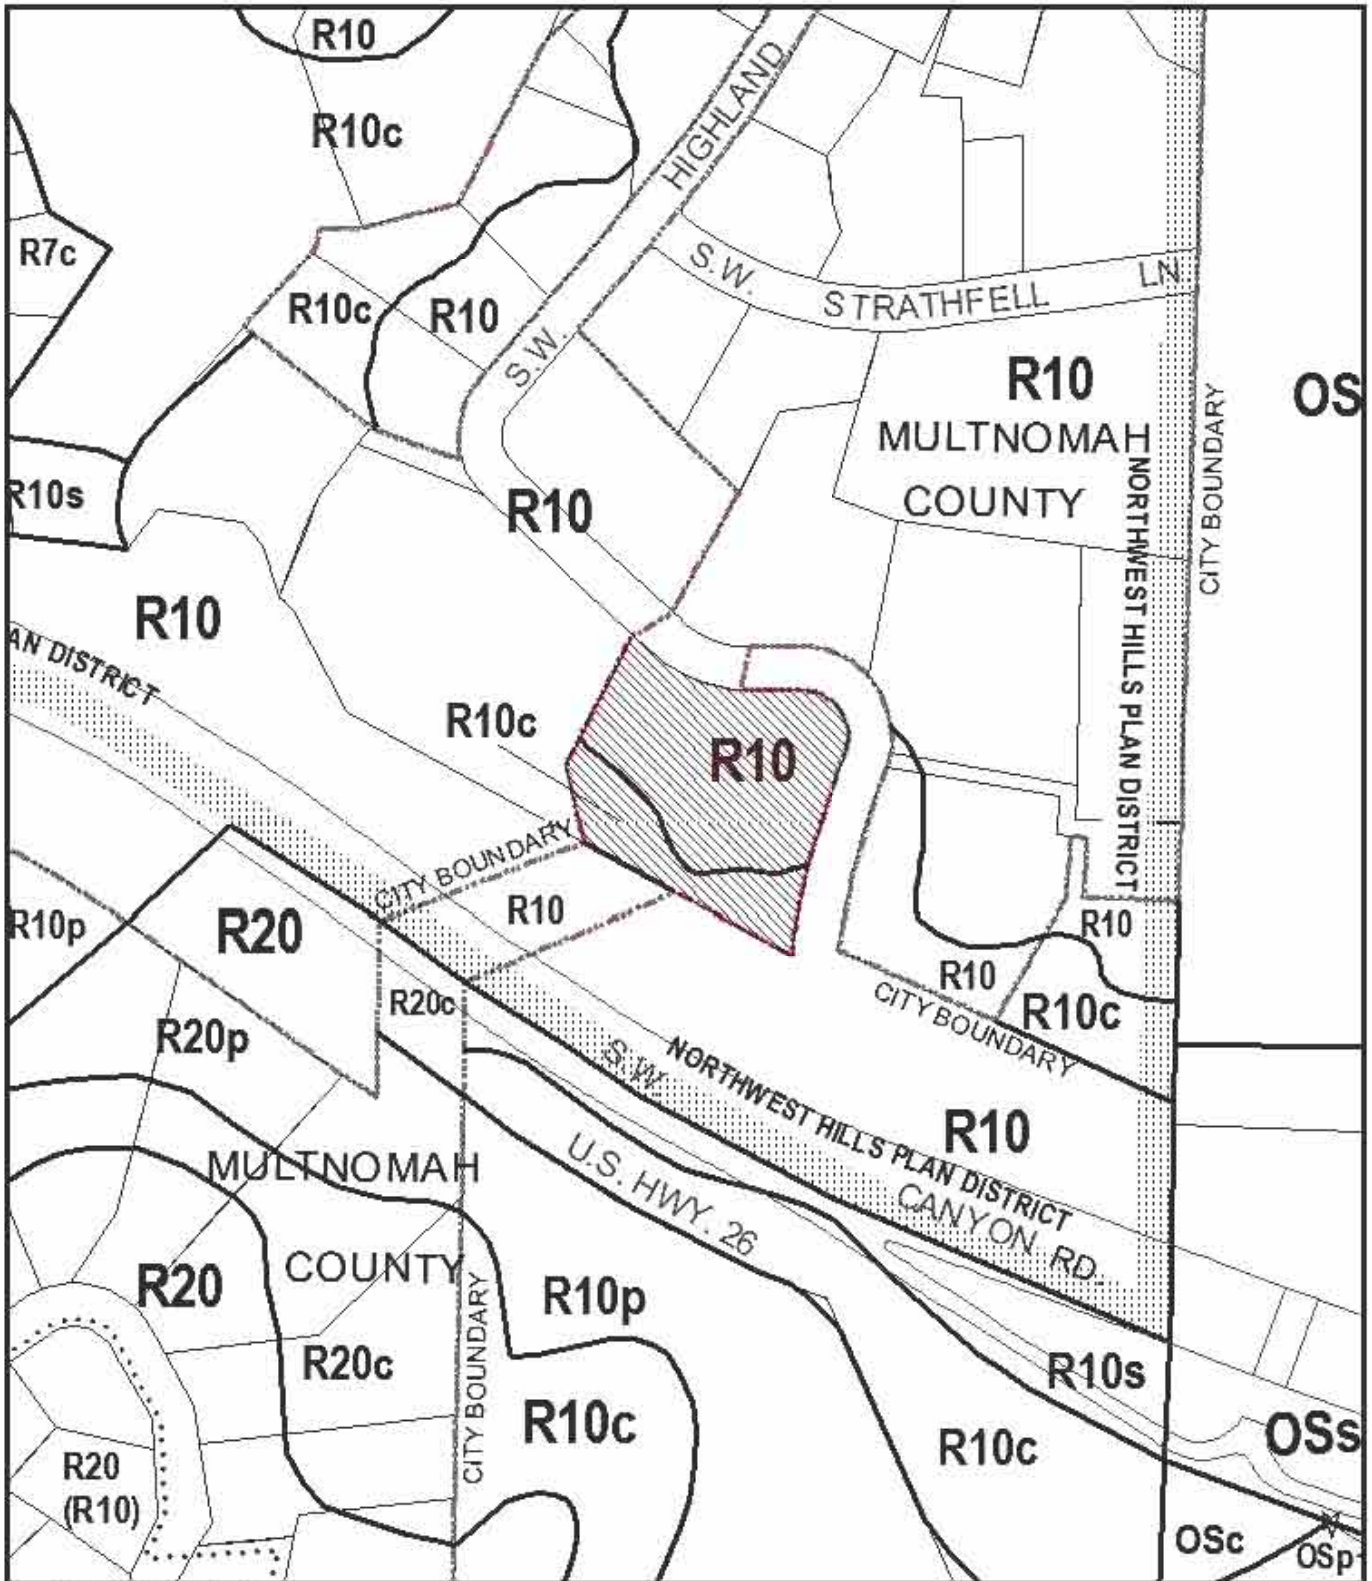 R10
HIGHLAND
R10c
R7c
S.W.
STRATHFELL
LN
R10c
R10
S.W.
R10
OS
CITY BOUNDARY
MULTNOMAH
COUNTY
R10s
R10
NORTHWEST HILLS PLAN DISTRICT
R10
AN DISTRICT
R10c
R10
CITY BOUNDARY
R10p
R20
R10
R10
R10
R20c
R10c
CITY BOUNDARY
R20p
S.W.
NORTHWEST HILLS PLAN DISTRICT
R10
MULTNOMAH
U.S. HWY. 26
CANYON RD.
COUNTY
R20
R10p
CITY BOUNDARY
R20c
R10s
R10c
R10c
OSs
R20
(R10)
OSc
OSp